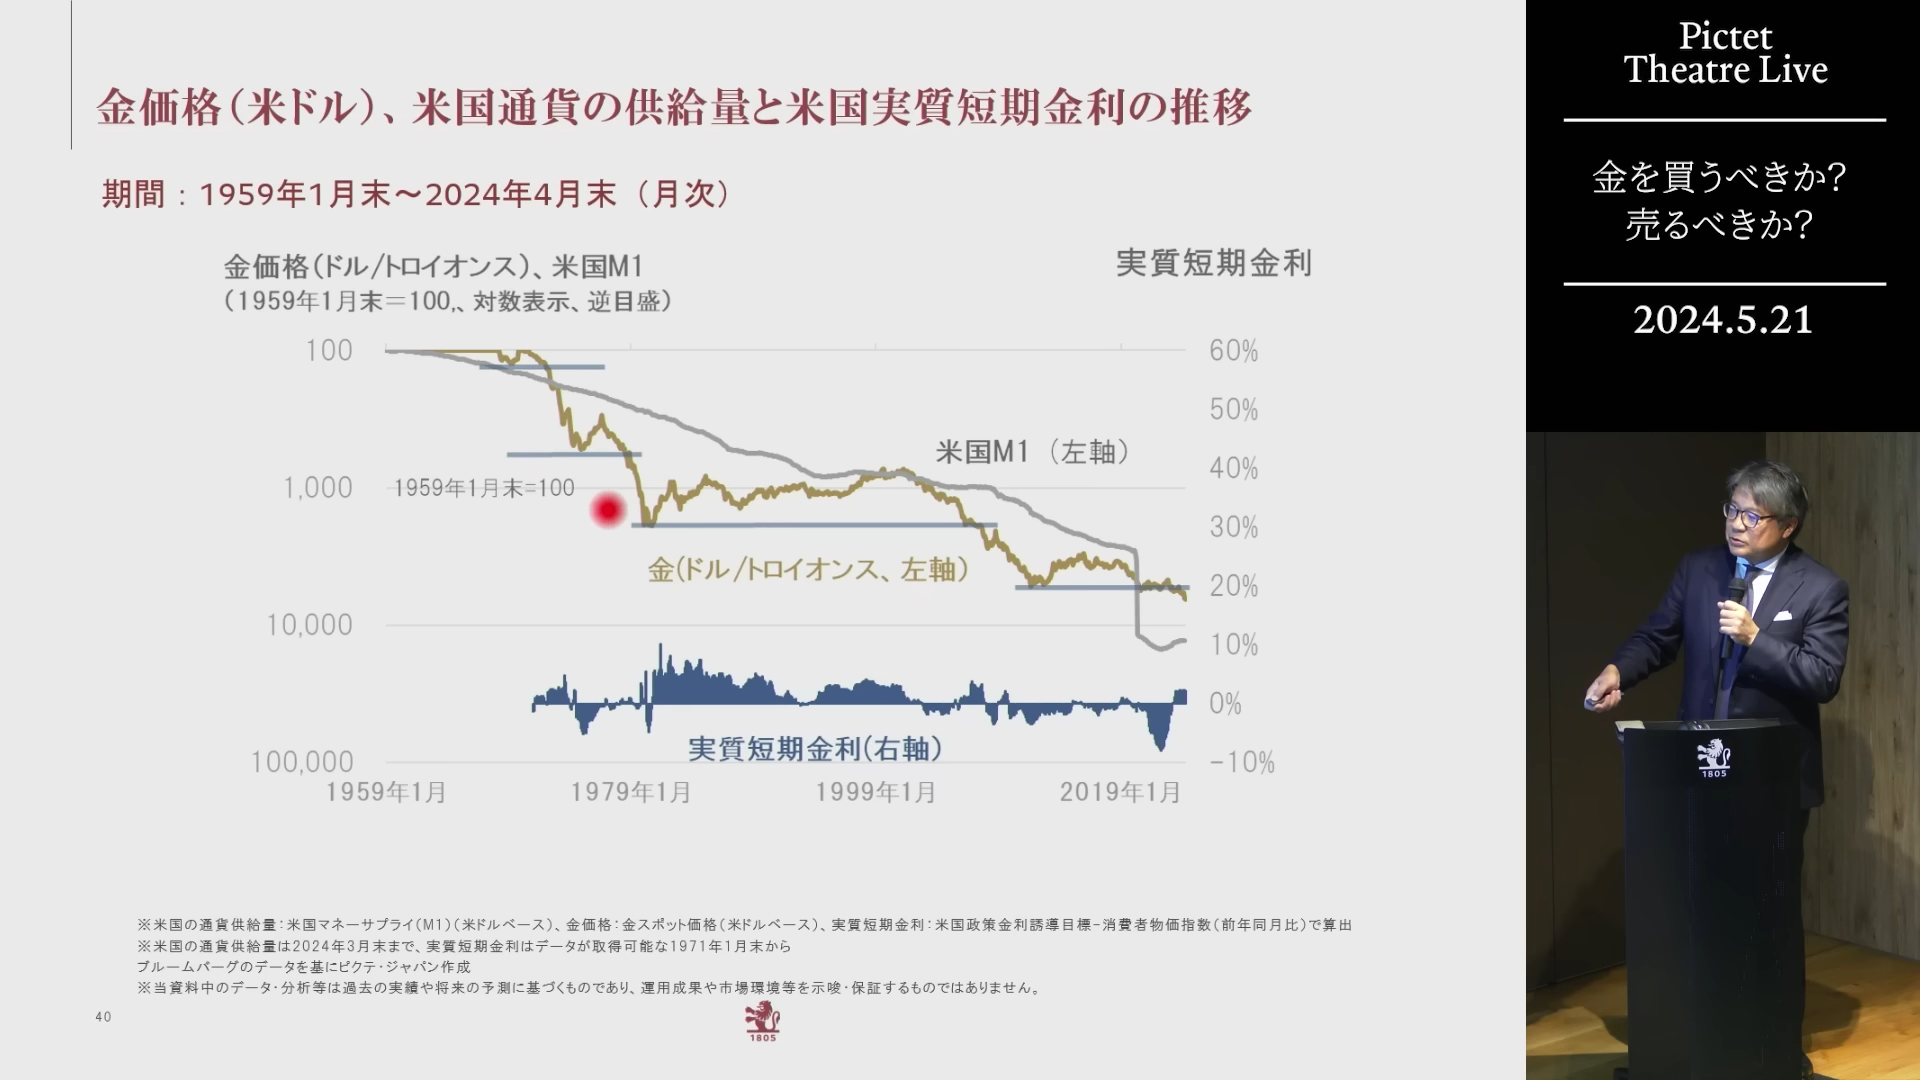 金価格（米ドル）、米国通貨の供給量と米国実質短期金利の推移
期間：1959年1月末～2024年4月末（月次）
金価格（ドル/トロイオンス）、米国M1
（1959年1月末＝100,、対数表示、逆目盛）
実質短期金利
100
1,000
10,000
100,000
60%
50%
40%
30%
20%
10%
0%
-10%
1959年1月末=100
米国M1（左軸）
金（ドル/トロイオンス、左軸）
実質短期金利（右軸）
1959年1月
1979年1月
1999年1月
2019年1月
※米国の通貨供給量：米国マネーサプライ（M1）（米ドルベース）、金価格：金スポット価格（米ドルベース）、実質短期金利：米国政策金利誘導目標-消費者物価指数（前年同月比）で算出
※米国の通貨供給量は2024年3月末まで、実質短期金利はデータが取得可能な1971年1月末から
ブルームバーグのデータを基にピクテ・ジャパン作成
※当資料中のデータ・分析等は過去の実績や将来の予測に基づくものであり、運用成果や市場環境等を示唆・保証するものではありません。
40
1805
Pictet
Theatre Live
金を買うべきか?
売るべきか?
2024.5.21
1805